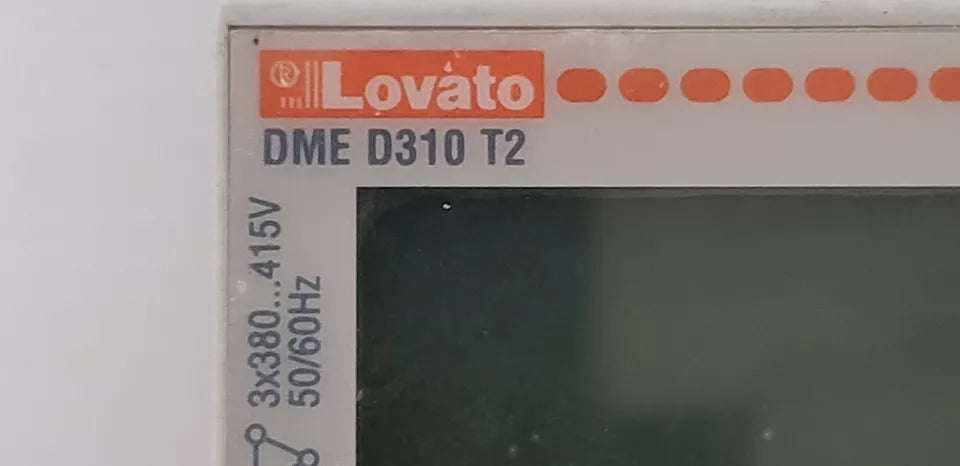 Lovato
DME D310 T2
3x380...415V
50/60Hz